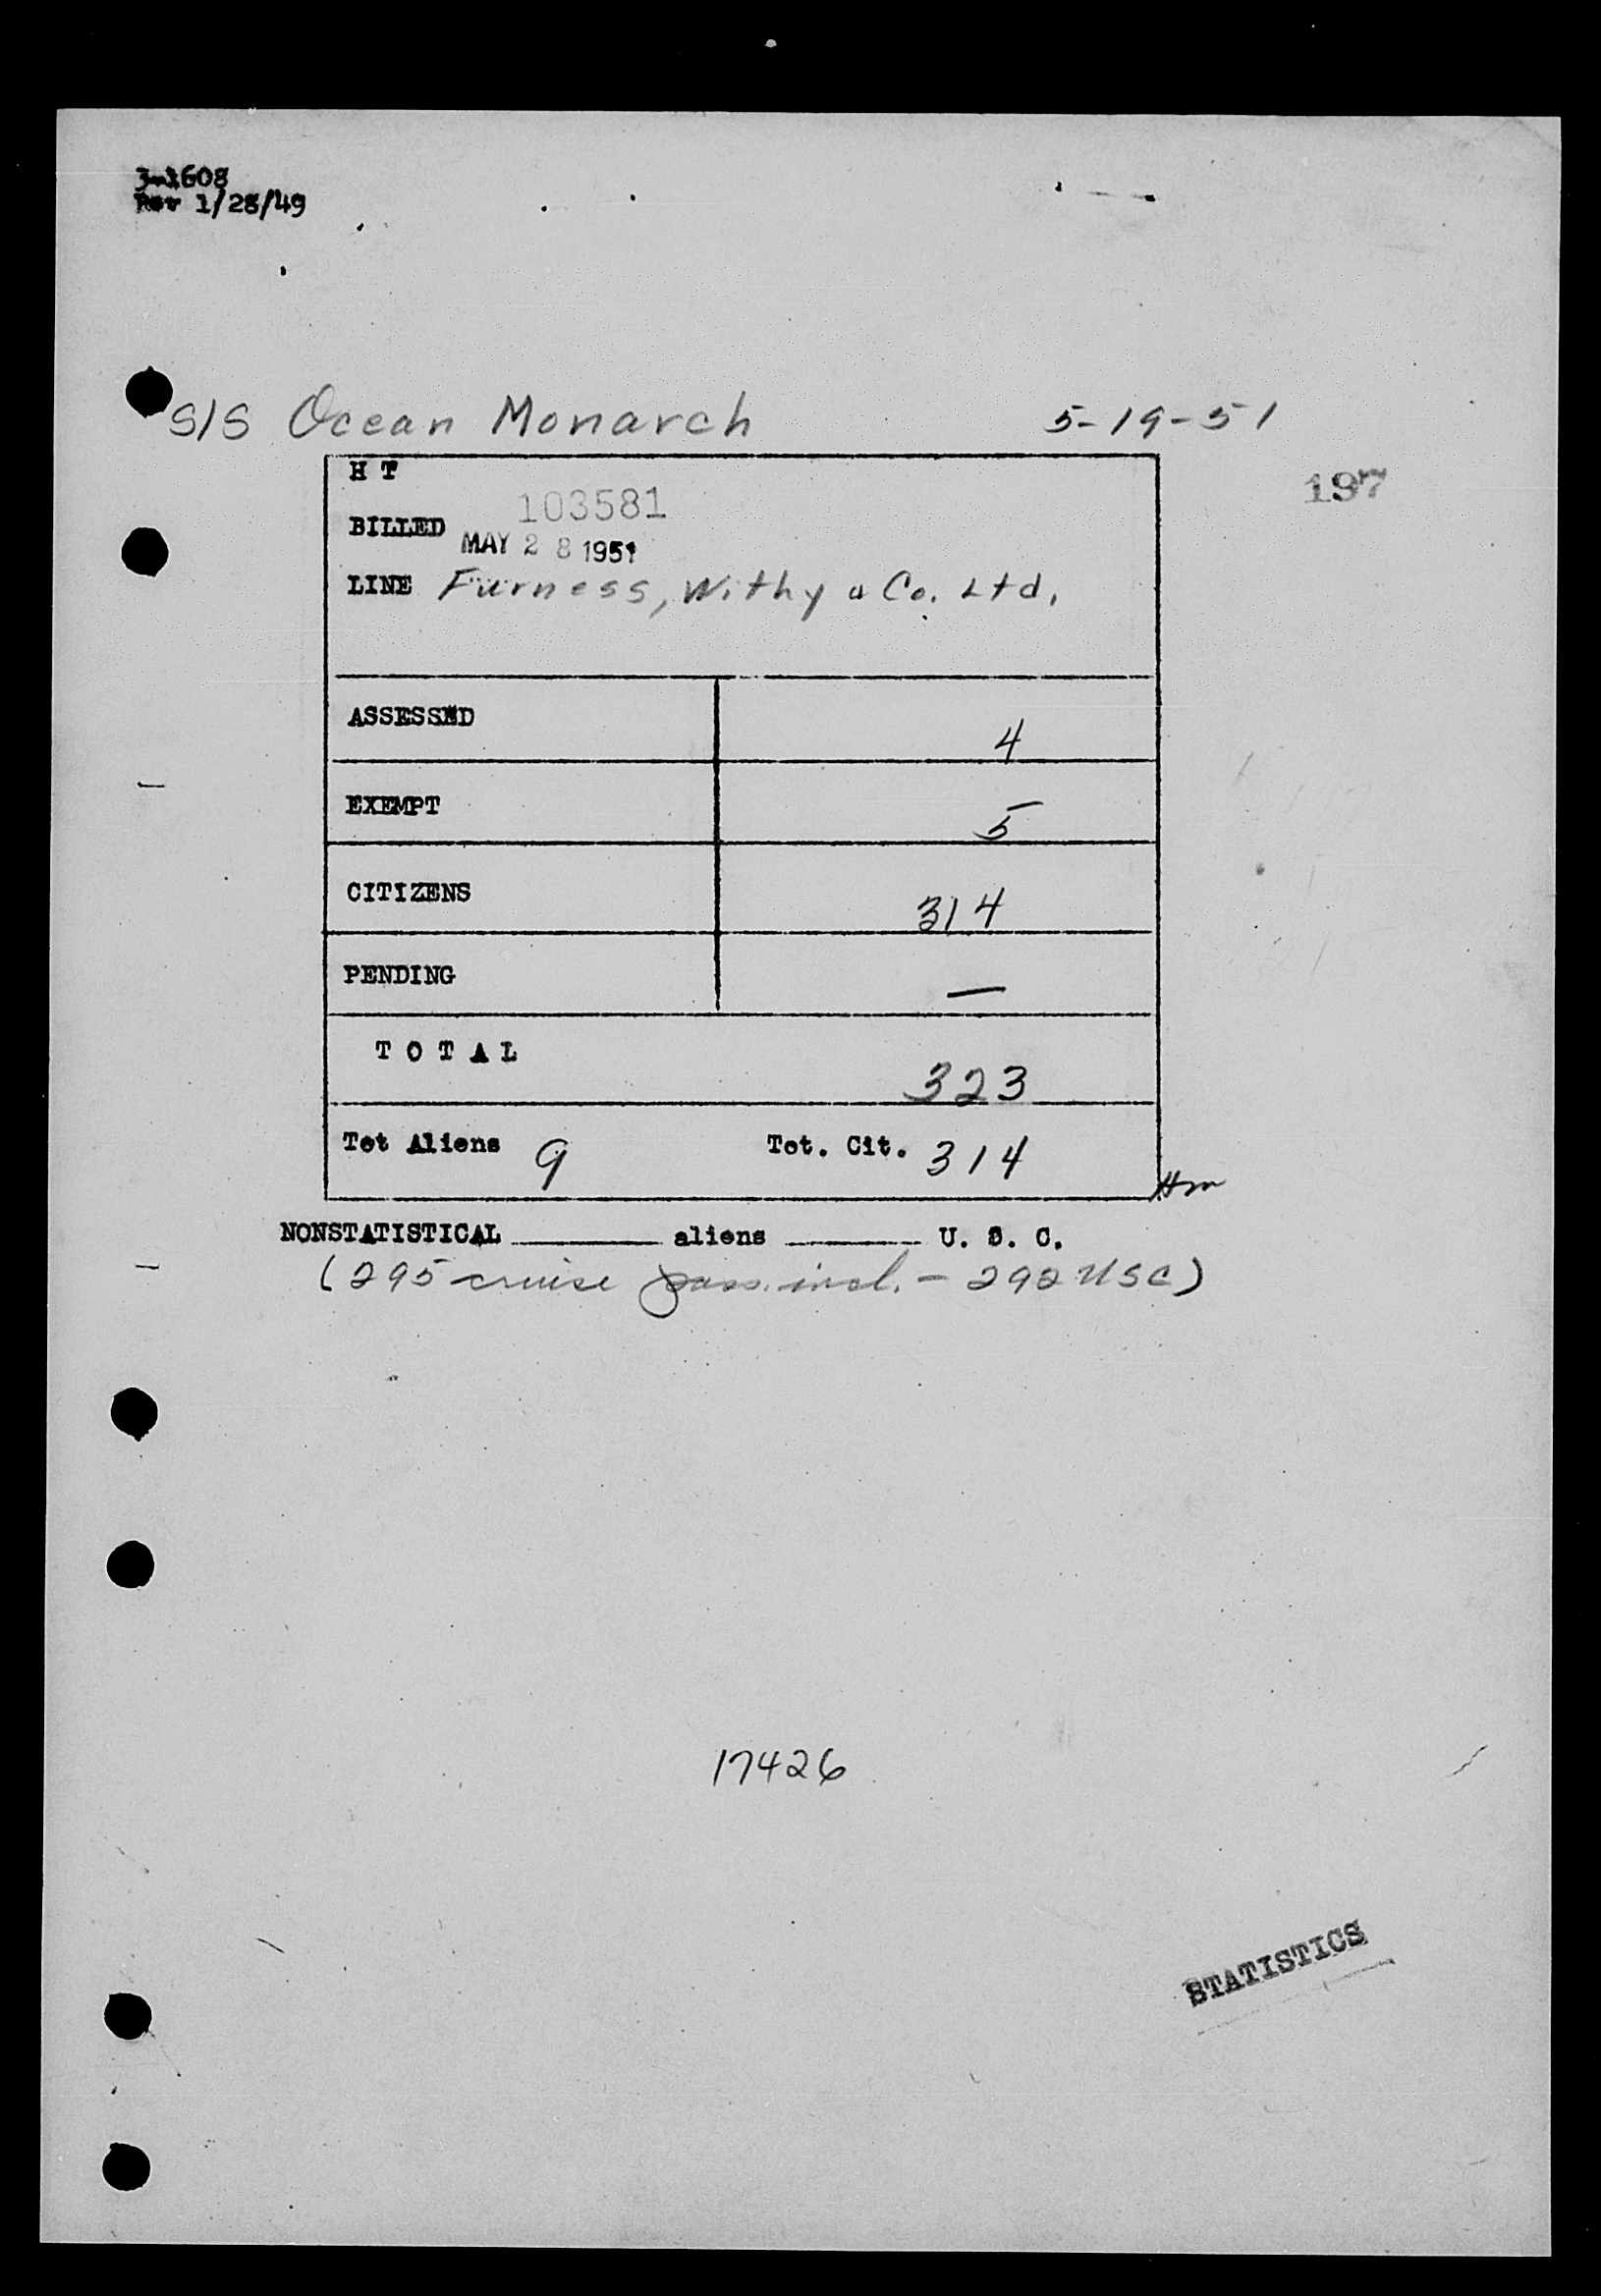 3-1608
Rev 1/28/49
S/S Ocean Monarch 5-19-51
197
H T
103581
BILLED MAY 28 1951
LINE Furness, Withy & Co. Ltd.
ASSESSED 4
EXEMPT 5
CITIZENS 314
PENDING —
TOTAL 323
Tot Aliens 9 Tot. Cit. 314
NONSTATISTICAL ______ aliens ______ U. S. C.
(295 cruise pass. incl. - 292 USC)
17426
STATISTICS